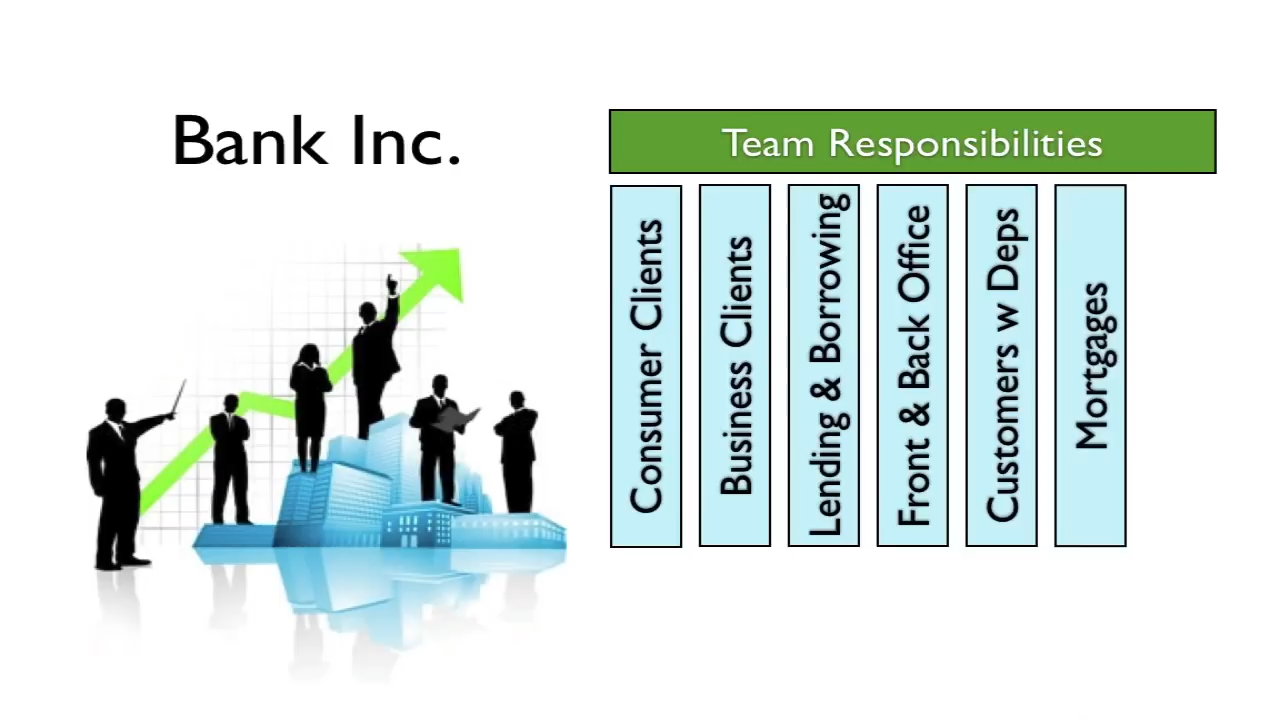 Bank Inc.
Team Responsibilities
Consumer Clients
Business Clients
Lending & Borrowing
Front & Back Office
Customers w Deps
Mortgages